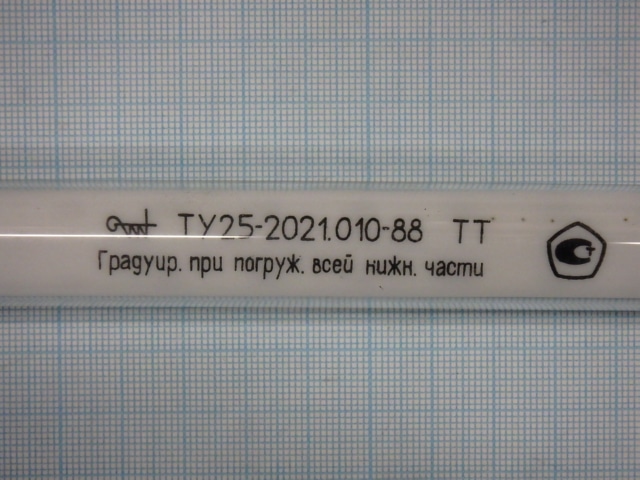 ТУ25-2021.010-88 ТТ
Градуир. при погруж. всей нижн. части